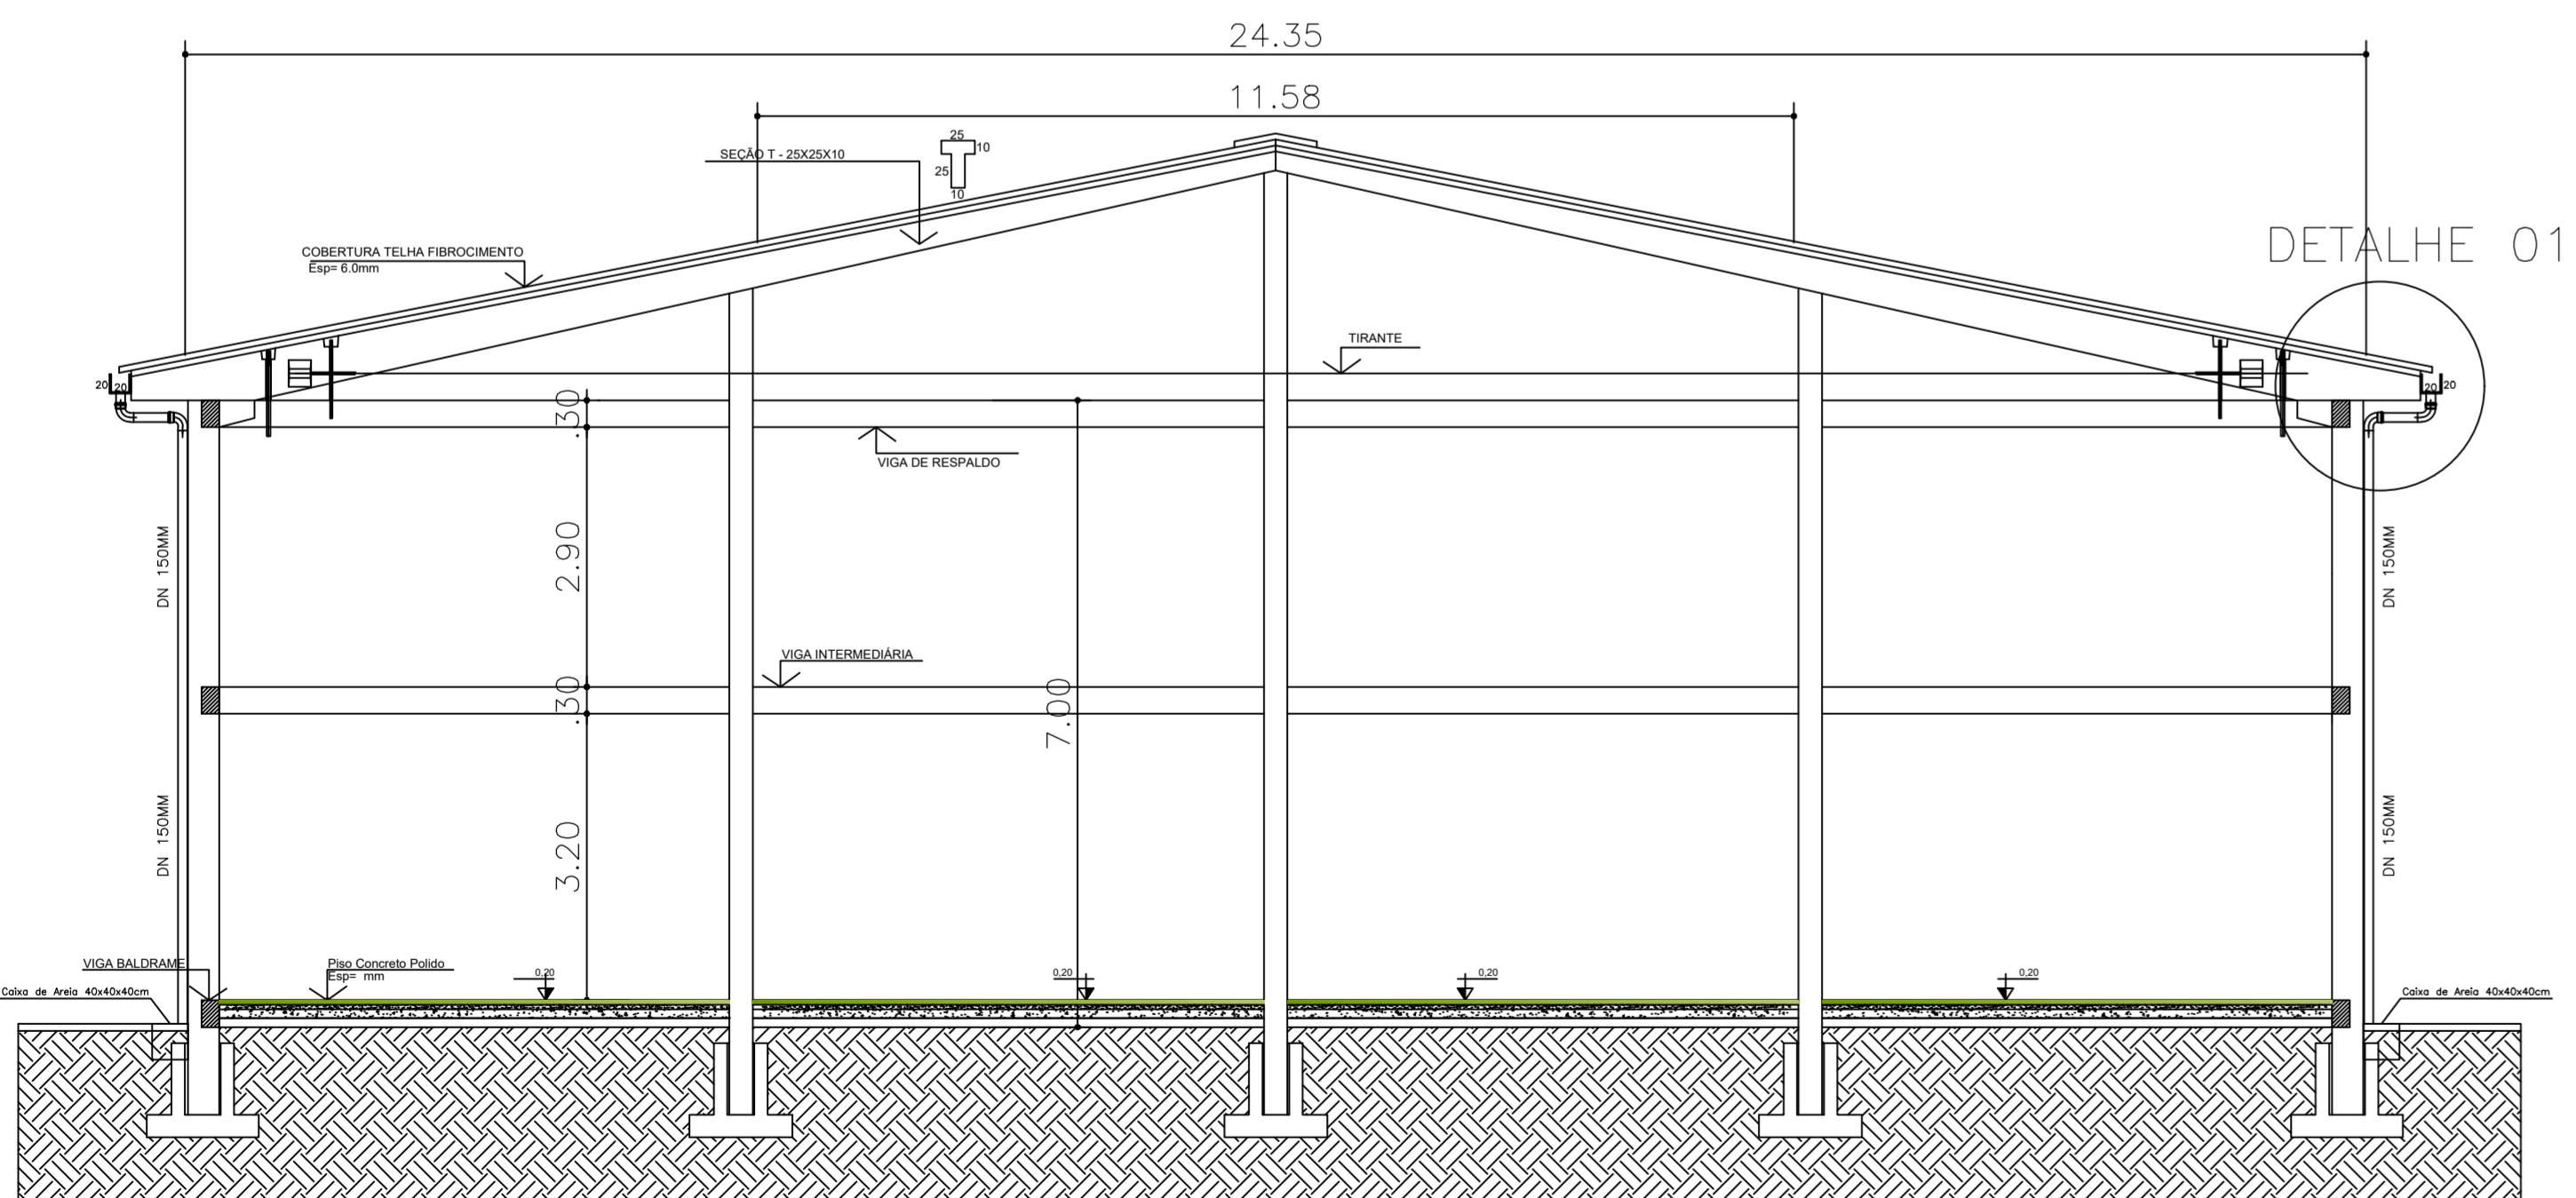 24.35
11.58
25
10
25
10
SEÇÃO T - 25X25X10
DETALHE 01
COBERTURA TELHA FIBROCIMENTO
Esp= 6.0mm
TIRANTE
20
20
20
20
.30
VIGA DE RESPALDO
DN 150MM
2.90
DN 150MM
VIGA INTERMEDIÁRIA
.30
7.00
DN 150MM
3.20
DN 150MM
VIGA BALDRAME
Piso Concreto Polido
Esp= mm
0,20
0,20
0,20
0,20
Caixa de Areia 40x40x40cm
Caixa de Areia 40x40x40cm